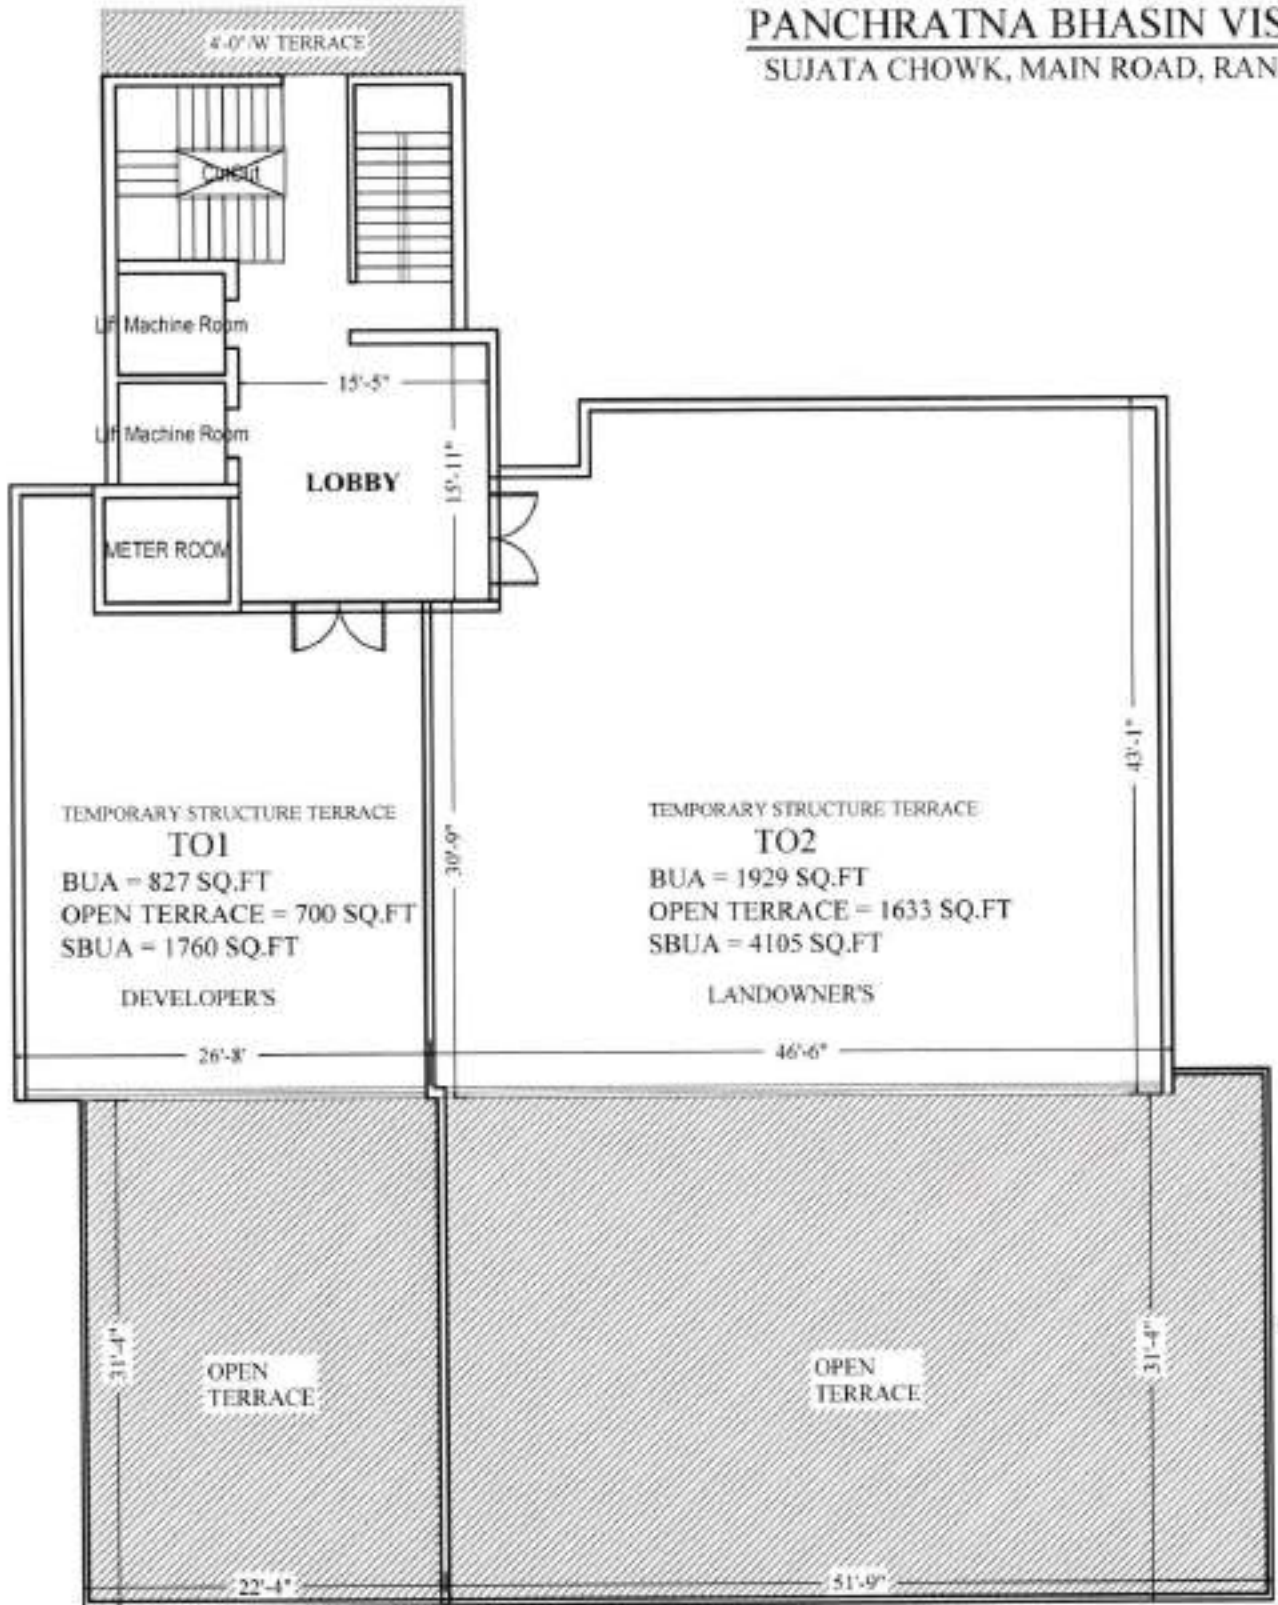 PANCHRATNA BHASIN VIS
SUJATA CHOWK, MAIN ROAD, RAN
4'-0"/W TERRACE
CutOut
Lift Machine Room
15'-5"
Lift Machine Room
LOBBY
15'-11"
METER ROOM
43'-1"
30'-9"
TEMPORARY STRUCTURE TERRACE
TO1
BUA = 827 SQ.FT
OPEN TERRACE = 700 SQ.FT
SBUA = 1760 SQ.FT
DEVELOPER'S
TEMPORARY STRUCTURE TERRACE
TO2
BUA = 1929 SQ.FT
OPEN TERRACE = 1633 SQ.FT
SBUA = 4105 SQ.FT
LANDOWNER'S
26'-8'
46'-6"
31'-4"
OPEN
TERRACE
OPEN
TERRACE
31'-4"
22'-4"
51'-9"